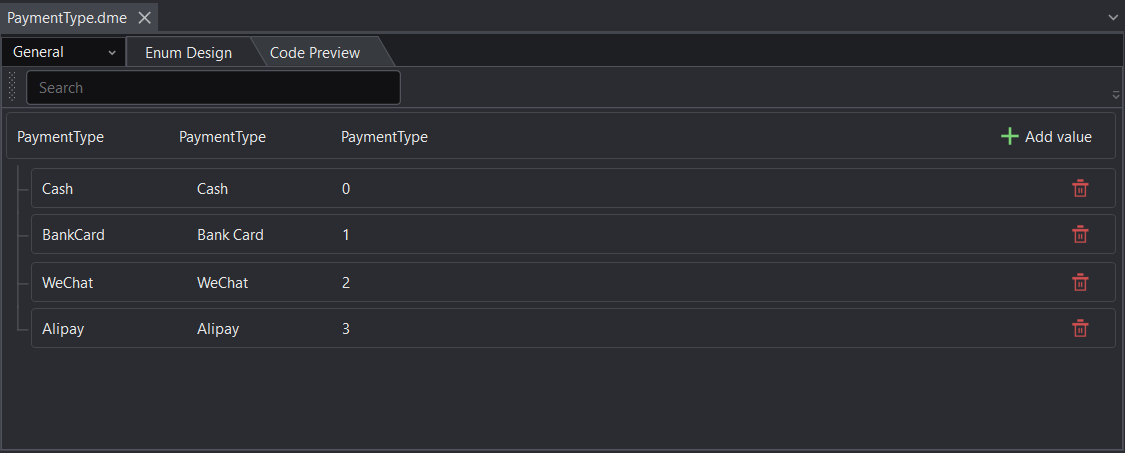 PaymentType.dme
General Enum Design Code Preview
Search
PaymentType PaymentType PaymentType Add value
Cash Cash 0
BankCard Bank Card 1
WeChat WeChat 2
Alipay Alipay 3